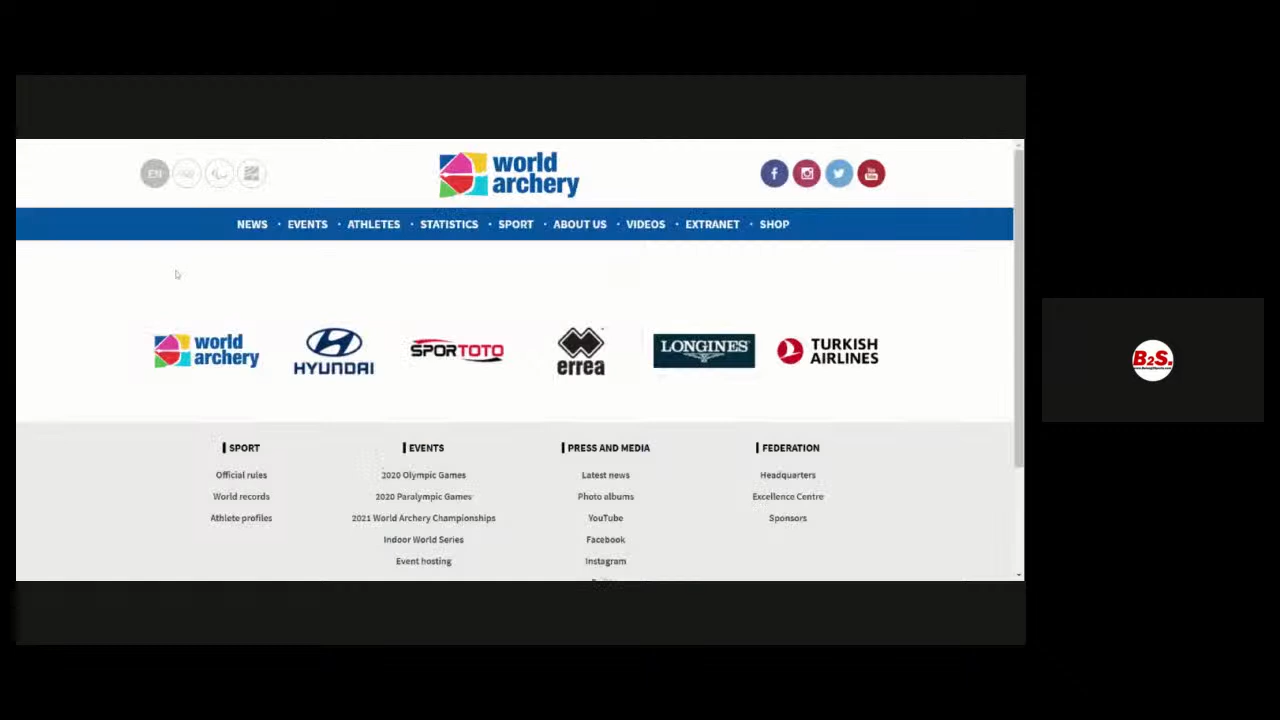 EN
world
archery
NEWS · EVENTS · ATHLETES · STATISTICS · SPORT · ABOUT US · VIDEOS · EXTRANET · SHOP
world
archery
HYUNDAI
SPORTOTO
errea
LONGINES
TURKISH
AIRLINES
SPORT
Official rules
World records
Athlete profiles
EVENTS
2020 Olympic Games
2020 Paralympic Games
2021 World Archery Championships
Indoor World Series
Event hosting
PRESS AND MEDIA
Latest news
Photo albums
YouTube
Facebook
Instagram
FEDERATION
Headquarters
Excellence Centre
Sponsors
B2S.